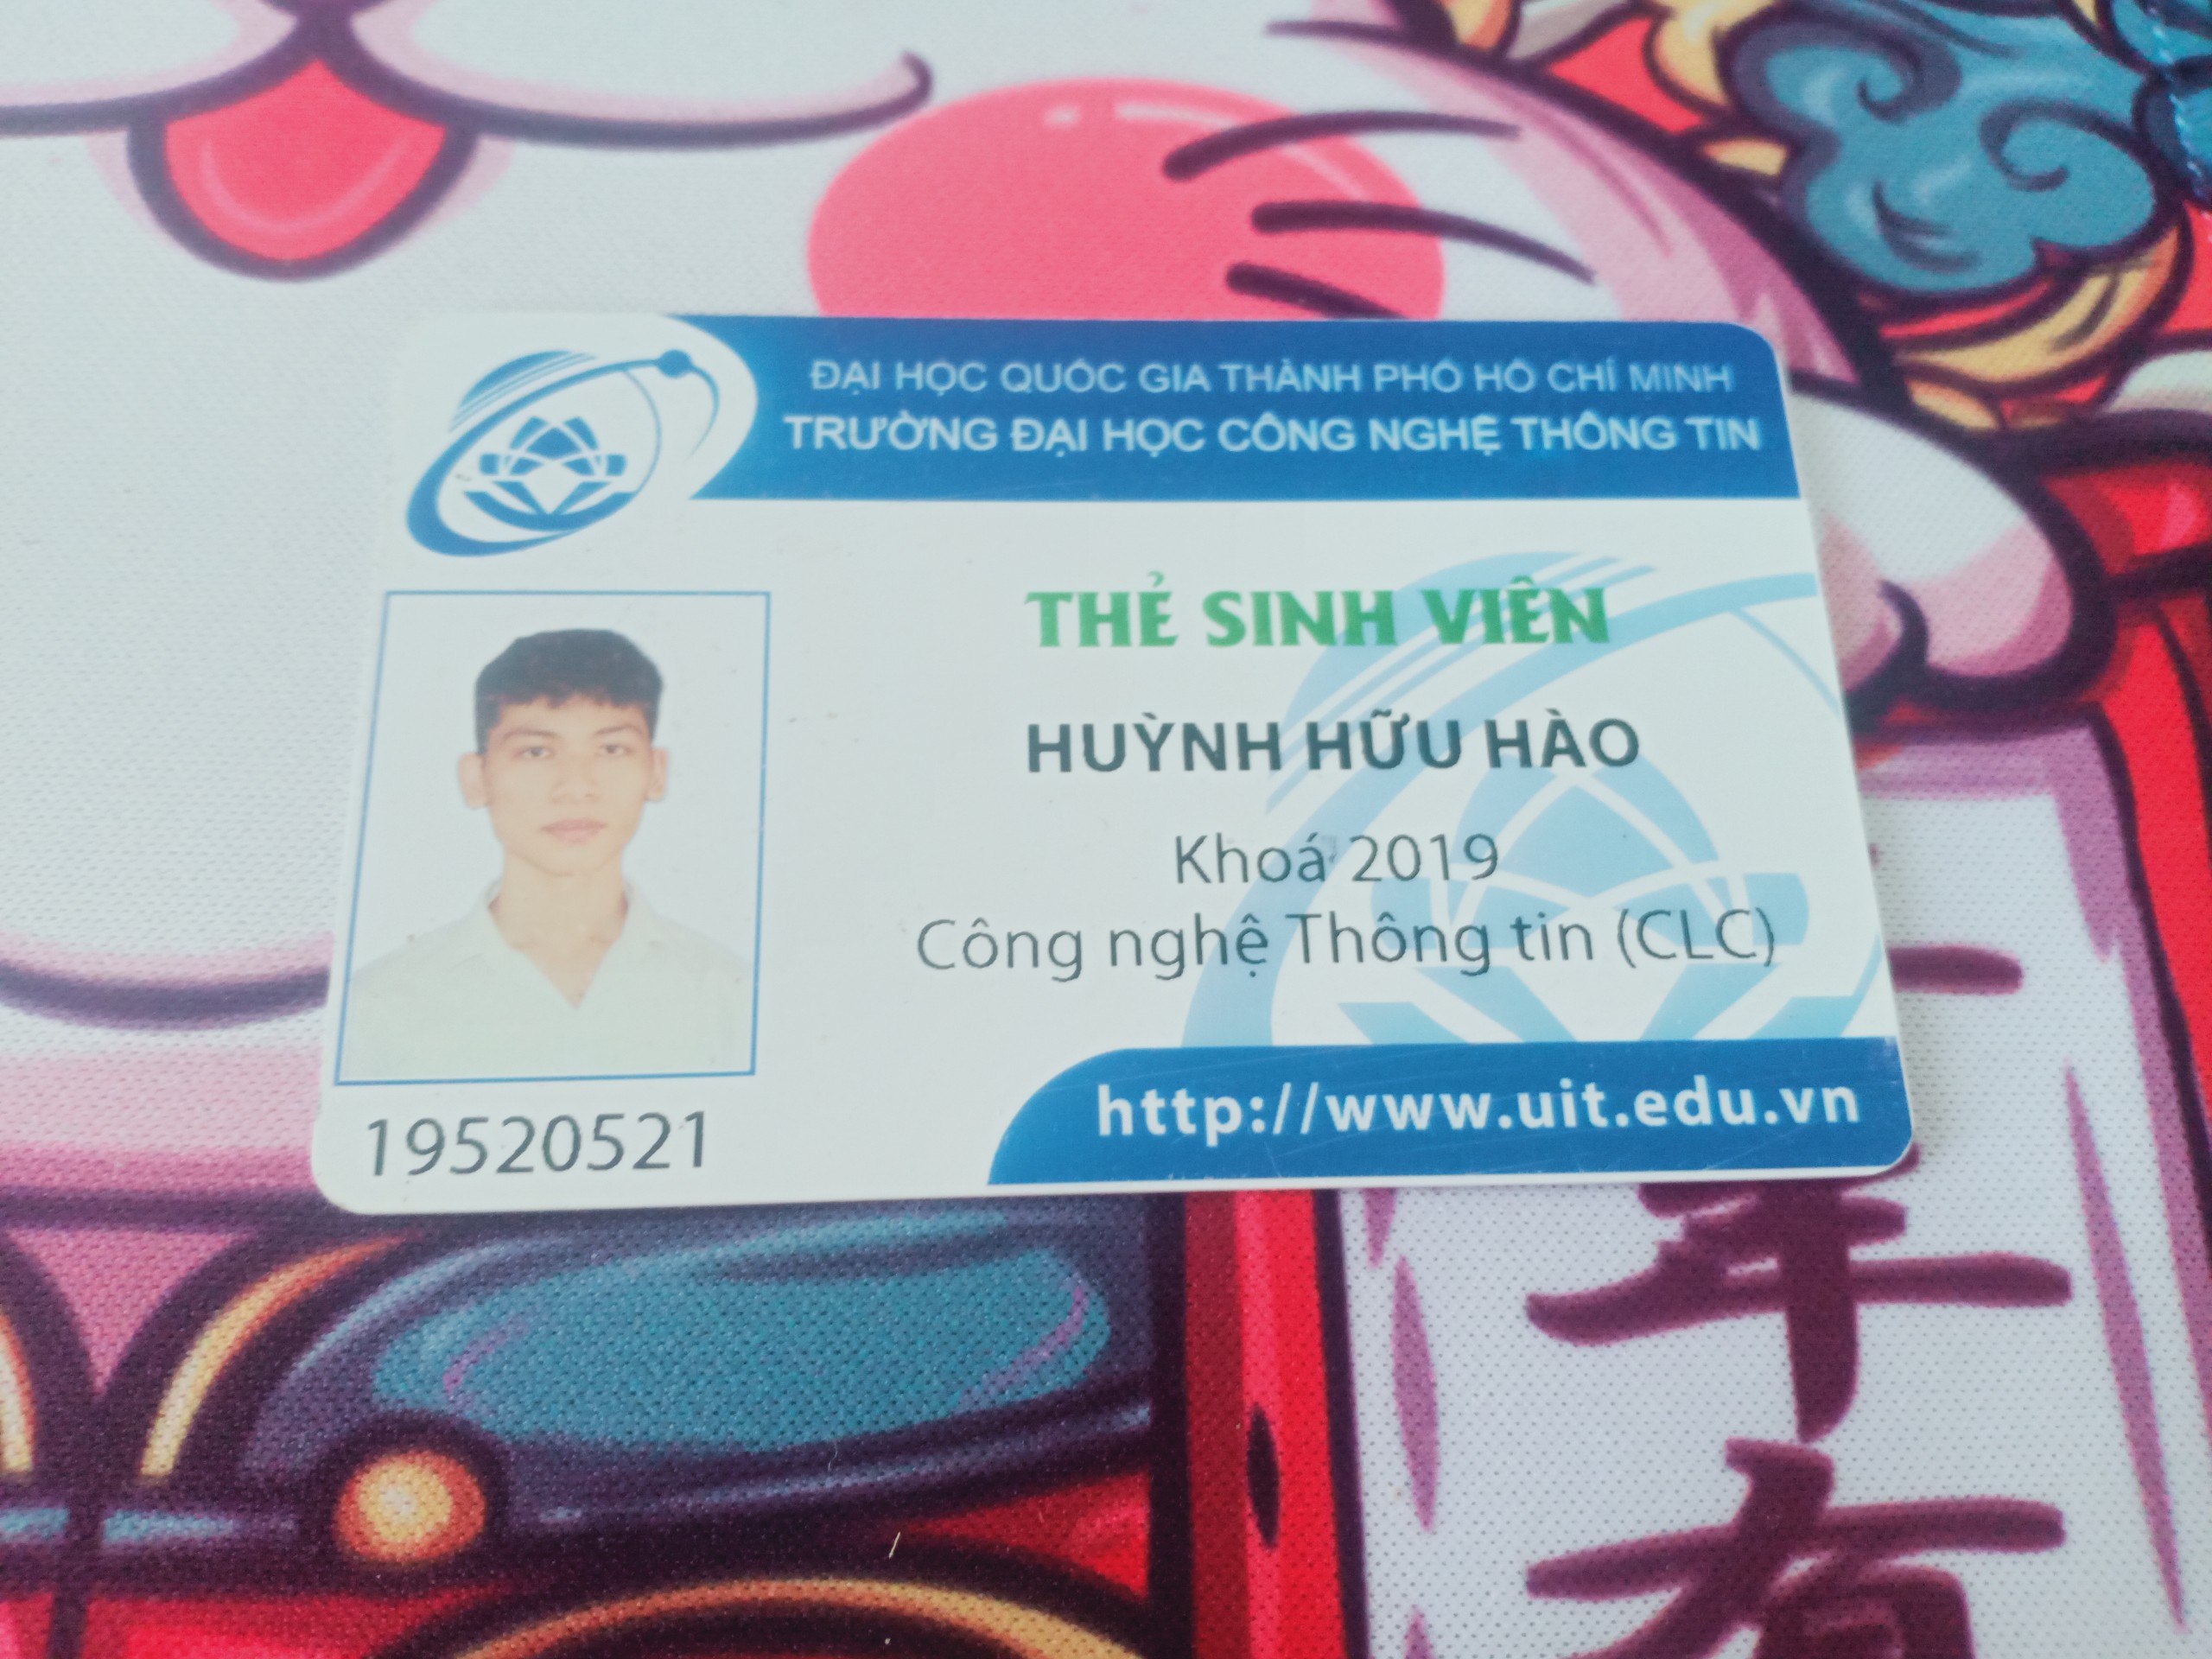 ĐẠI HỌC QUỐC GIA THÀNH PHỐ HỒ CHÍ MINH
TRƯỜNG ĐẠI HỌC CÔNG NGHỆ THÔNG TIN
THẺ SINH VIÊN
HUỲNH HỮU HÀO
Khoá 2019
Công nghệ Thông tin (CLC)
19520521
http://www.uit.edu.vn
年